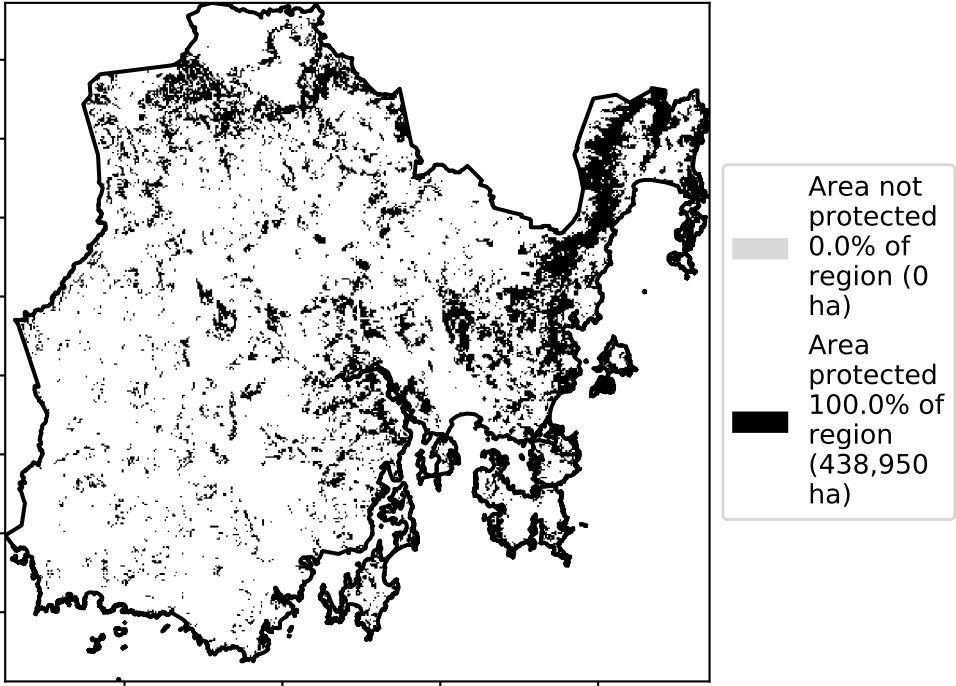 Area not
protected
0.0% of
region (0
ha)
Area
protected
100.0% of
region
(438,950
ha)